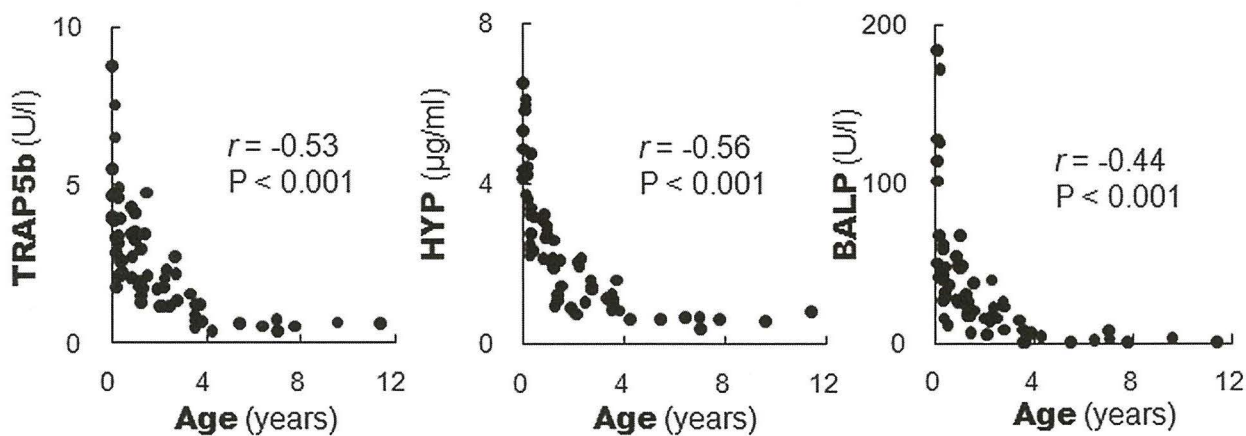 10
5
0
TRAP5b (U/l)
r = -0.53
P < 0.001
0 4 8 12
Age (years)
8
4
0
HYP (µg/ml)
r = -0.56
P < 0.001
0 4 8 12
Age (years)
200
100
0
BALP (U/l)
r = -0.44
P < 0.001
0 4 8 12
Age (years)